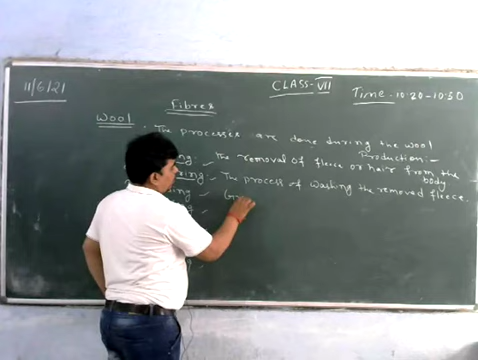 11/6/21
CLASS-VII
Time - 10:20-10:50
Fibres
Wool - The processes are done during the wool
Production:-
ing:- The removal of fleece or hair from the
body
ring:- The process of washing the removed fleece.
ing -